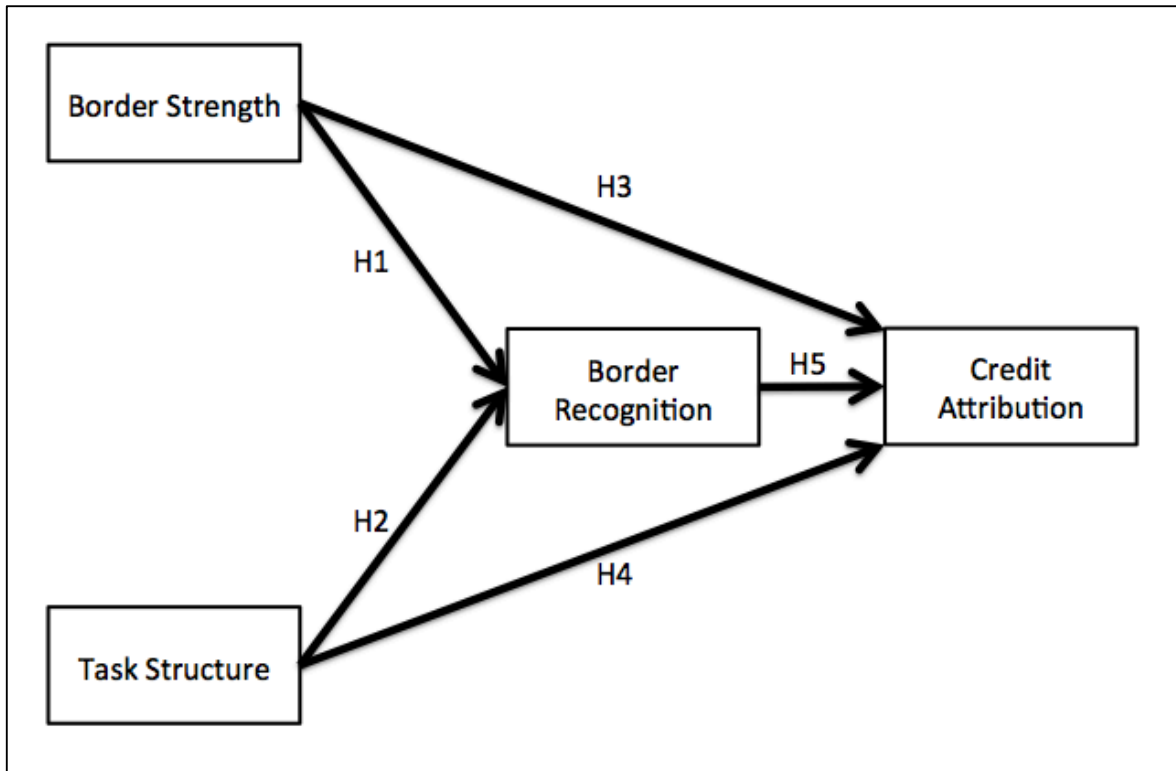 Border Strength
H3
H1
Border
Recognition
H5
Credit
Attribution
H2
H4
Task Structure